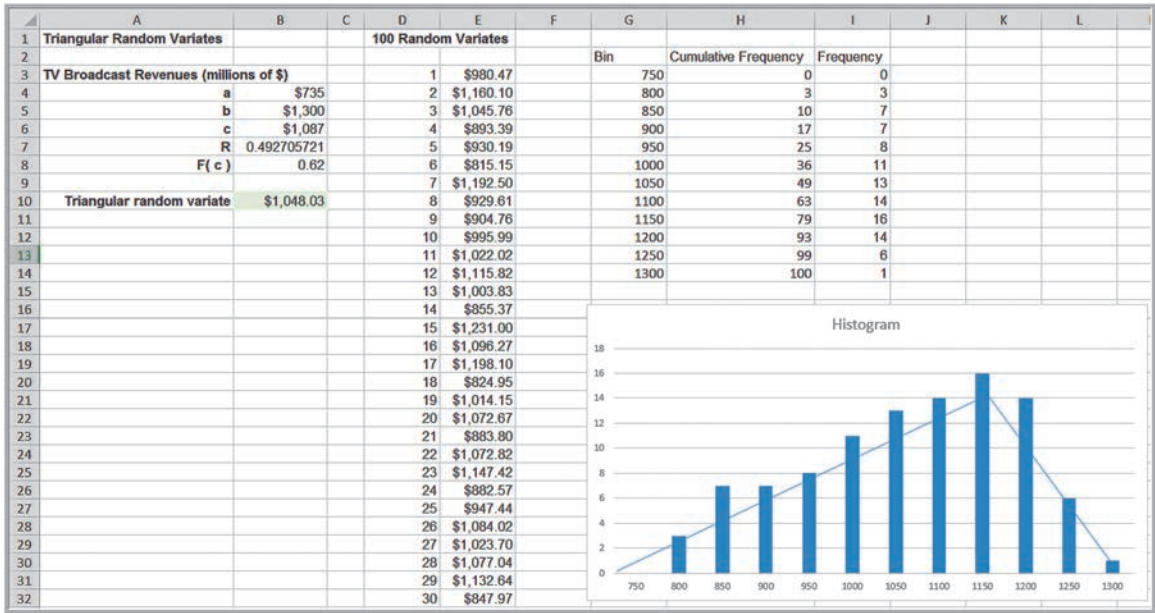 A B C D E F G H I J K L
1 Triangular Random Variates 100 Random Variates
2 Bin Cumulative Frequency Frequency
3 TV Broadcast Revenues (millions of $) 1 $980.47 750 0 0
4 a $735 2 $1,160.10 800 3 3
5 b $1,300 3 $1,045.76 850 10 7
6 c $1,087 4 $893.39 900 17 7
7 R 0.492705721 5 $930.19 950 25 8
8 F( c ) 0.62 6 $815.15 1000 36 11
9 7 $1,192.50 1050 49 13
10 Triangular random variate $1,048.03 8 $929.61 1100 63 14
11 9 $904.76 1150 79 16
12 10 $995.99 1200 93 14
13 11 $1,022.02 1250 99 6
14 12 $1,115.82 1300 100 1
15 13 $1,003.83
16 14 $855.37
17 15 $1,231.00
18 16 $1,096.27
19 17 $1,198.10
20 18 $824.95
21 19 $1,014.15
22 20 $1,072.67
23 21 $883.80
24 22 $1,072.82
25 23 $1,147.42
26 24 $882.57
27 25 $947.44
28 26 $1,084.02
29 27 $1,023.70
30 28 $1,077.04
31 29 $1,132.64
32 30 $847.97
Histogram
18
16
14
12
10
8
6
4
2
0
750 800 850 900 950 1000 1050 1100 1150 1200 1250 1300